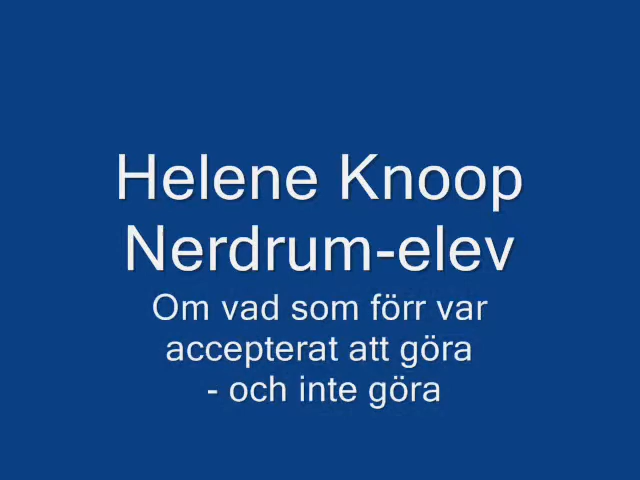 Helene Knoop
Nerdrum-elev
Om vad som förr var
accepterat att göra
- och inte göra